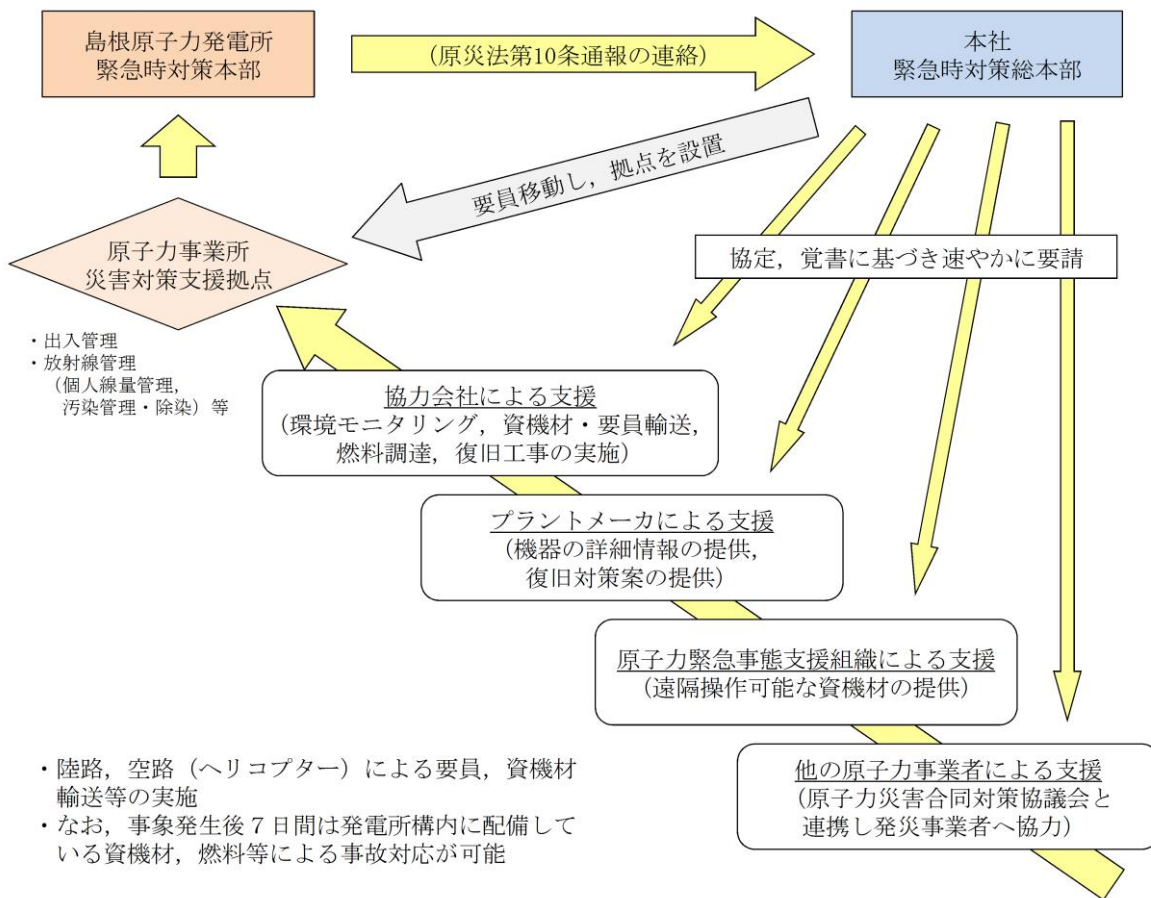 島根原子力発電所
緊急時対策本部
(原災法第10条通報の連絡)
本社
緊急時対策総本部
要員移動し，拠点を設置
原子力事業所
災害対策支援拠点
協定，覚書に基づき速やかに要請
・出入管理
・放射線管理
（個人線量管理，
汚染管理・除染）等
協力会社による支援
（環境モニタリング，資機材・要員輸送，
燃料調達，復旧工事の実施）
プラントメーカによる支援
（機器の詳細情報の提供，
復旧対策案の提供）
原子力緊急事態支援組織による支援
（遠隔操作可能な資機材の提供）
他の原子力事業者による支援
（原子力災害合同対策協議会と
連携し発災事業者へ協力）
・陸路，空路（ヘリコプター）による要員，資機材
輸送等の実施
・なお，事象発生後７日間は発電所構内に配備して
いる資機材，燃料等による事故対応が可能